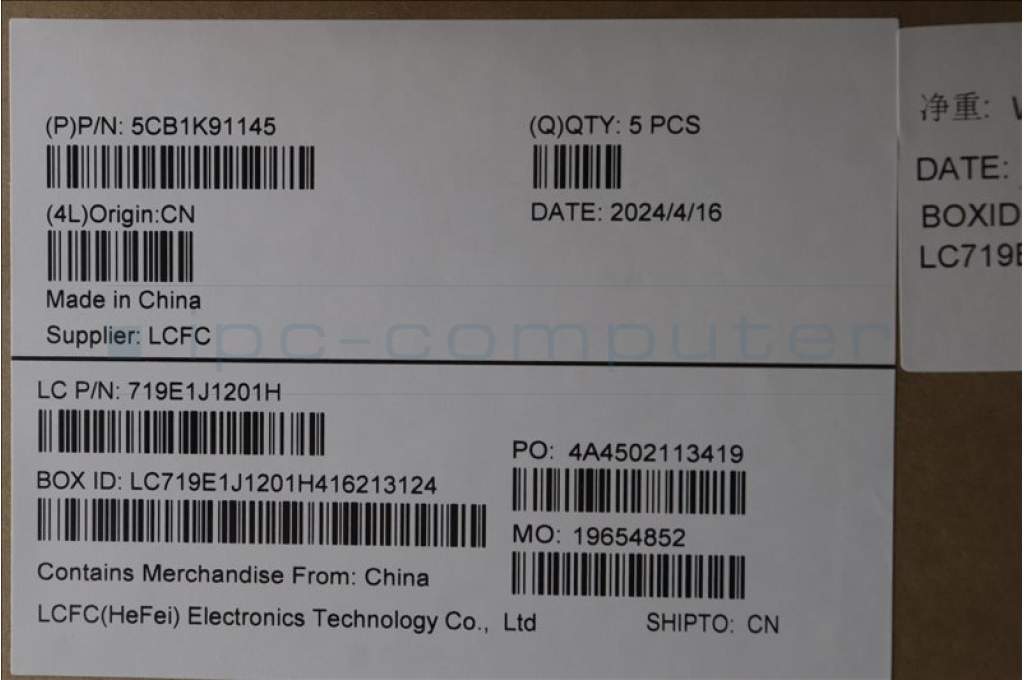 (P)P/N: 5CB1K91145
(Q)QTY: 5 PCS
(4L)Origin:CN
DATE: 2024/4/16
Made in China
Supplier: LCFC
ipc-computer
LC P/N: 719E1J1201H
PO: 4A4502113419
BOX ID: LC719E1J1201H416213124
MO: 19654852
Contains Merchandise From: China
LCFC(HeFei) Electronics Technology Co., Ltd
SHIPTO: CN
净重:
DATE:
BOXID
LC719E